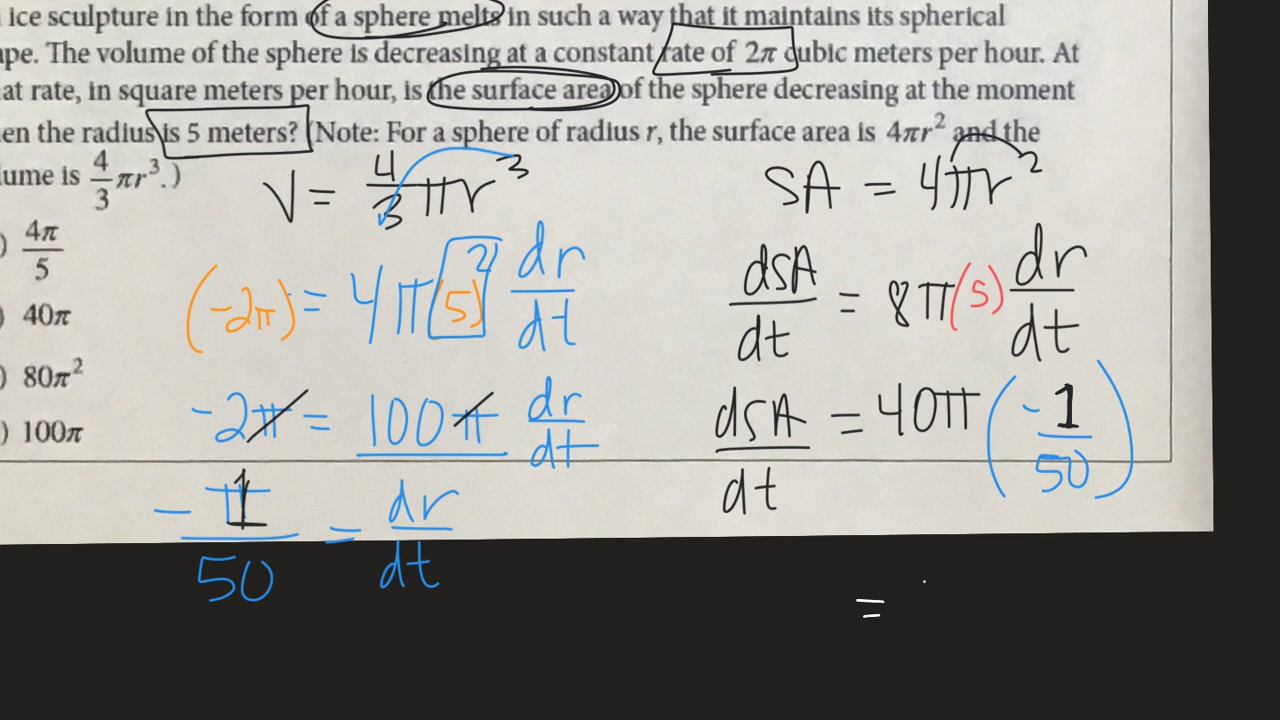 ice sculpture in the form of a sphere melts in such a way that it maintains its spherical
ape. The volume of the sphere is decreasing at a constant rate of 2π cubic meters per hour. At
at rate, in square meters per hour, is the surface area of the sphere decreasing at the moment
en the radius is 5 meters? (Note: For a sphere of radius r, the surface area is 4πr² and the
lume is 4/3 πr³.)
V = 4/3 πr³
SA = 4πr²
) 4π/5
(-2π) = 4π(5)² dr/dt
dSA/dt = 8π(5) dr/dt
) 40π
) 80π²
) 100π
-2π = 100π dr/dt
dSA/dt = 40π (-1/50)
-1/50 = dr/dt
=